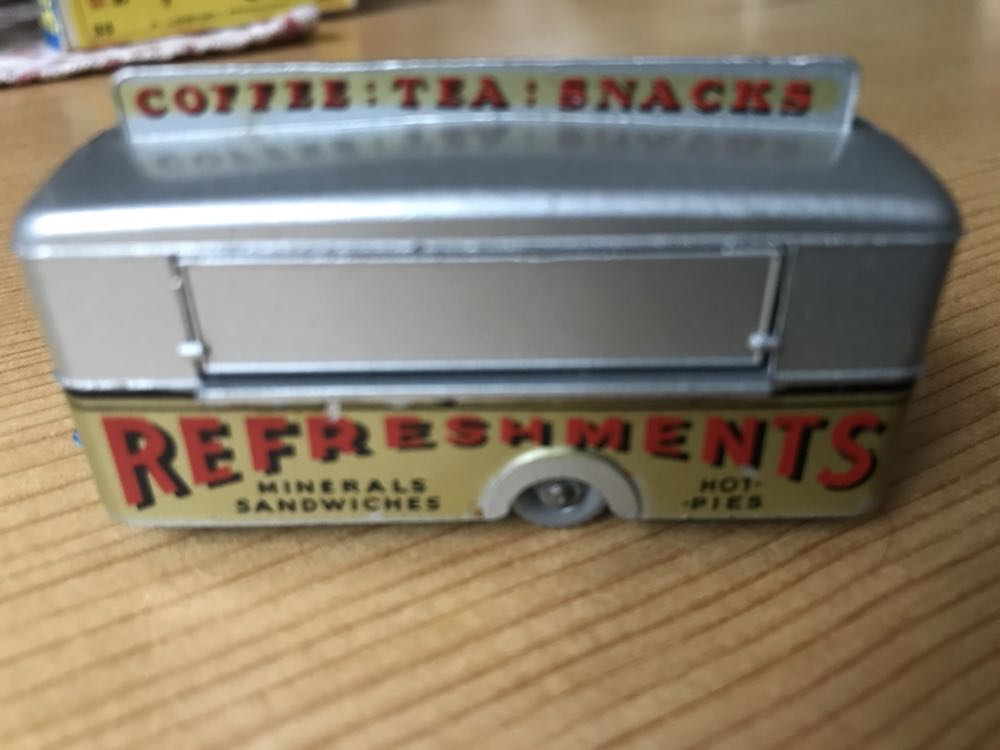 COFFEE : TEA : SNACKS
REFRESHMENTS
MINERALS
SANDWICHES
HOT-
-PIES